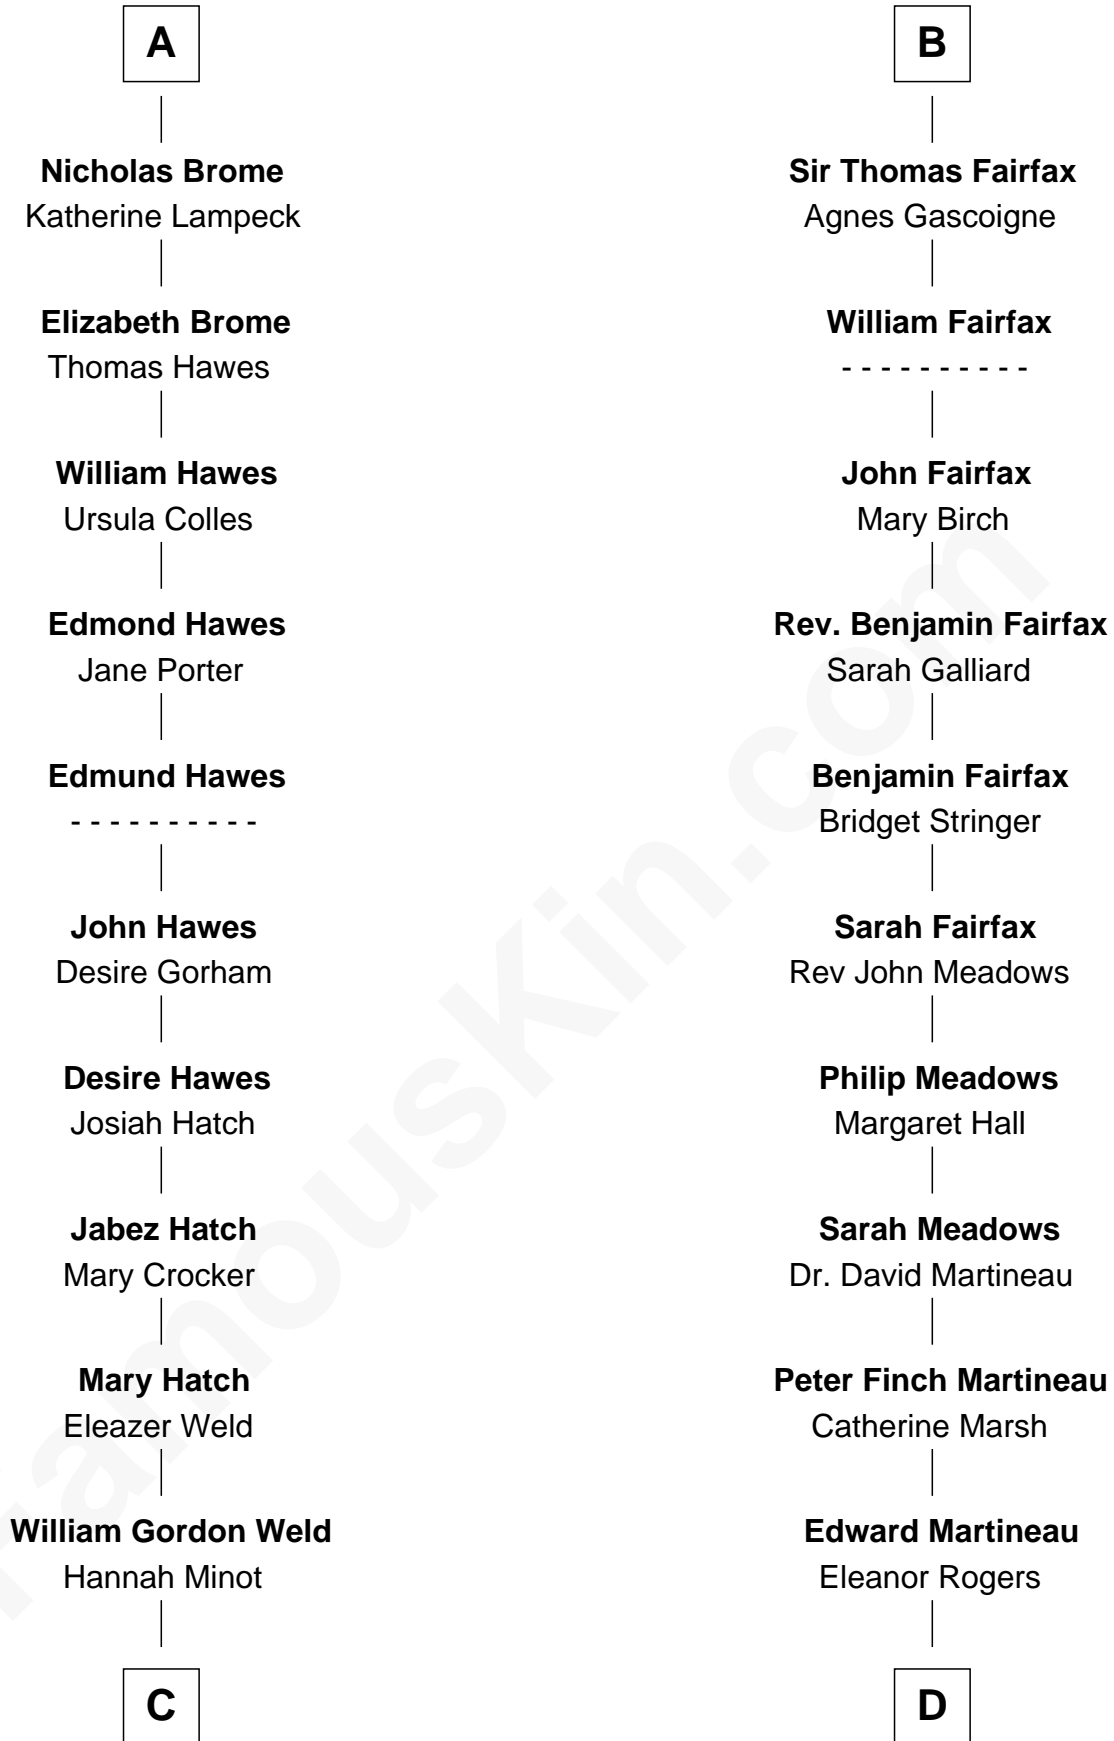 A
Nicholas Brome
Katherine Lampeck
Elizabeth Brome
Thomas Hawes
William Hawes
Ursula Colles
Edmond Hawes
Jane Porter
Edmund Hawes
- - - - - - - - - -
John Hawes
Desire Gorham
Desire Hawes
Josiah Hatch
Jabez Hatch
Mary Crocker
Mary Hatch
Eleazer Weld
William Gordon Weld
Hannah Minot
C
B
Sir Thomas Fairfax
Agnes Gascoigne
William Fairfax
- - - - - - - - - -
John Fairfax
Mary Birch
Rev. Benjamin Fairfax
Sarah Galliard
Benjamin Fairfax
Bridget Stringer
Sarah Fairfax
Rev John Meadows
Philip Meadows
Margaret Hall
Sarah Meadows
Dr. David Martineau
Peter Finch Martineau
Catherine Marsh
Edward Martineau
Eleanor Rogers
D
FamousKin.com